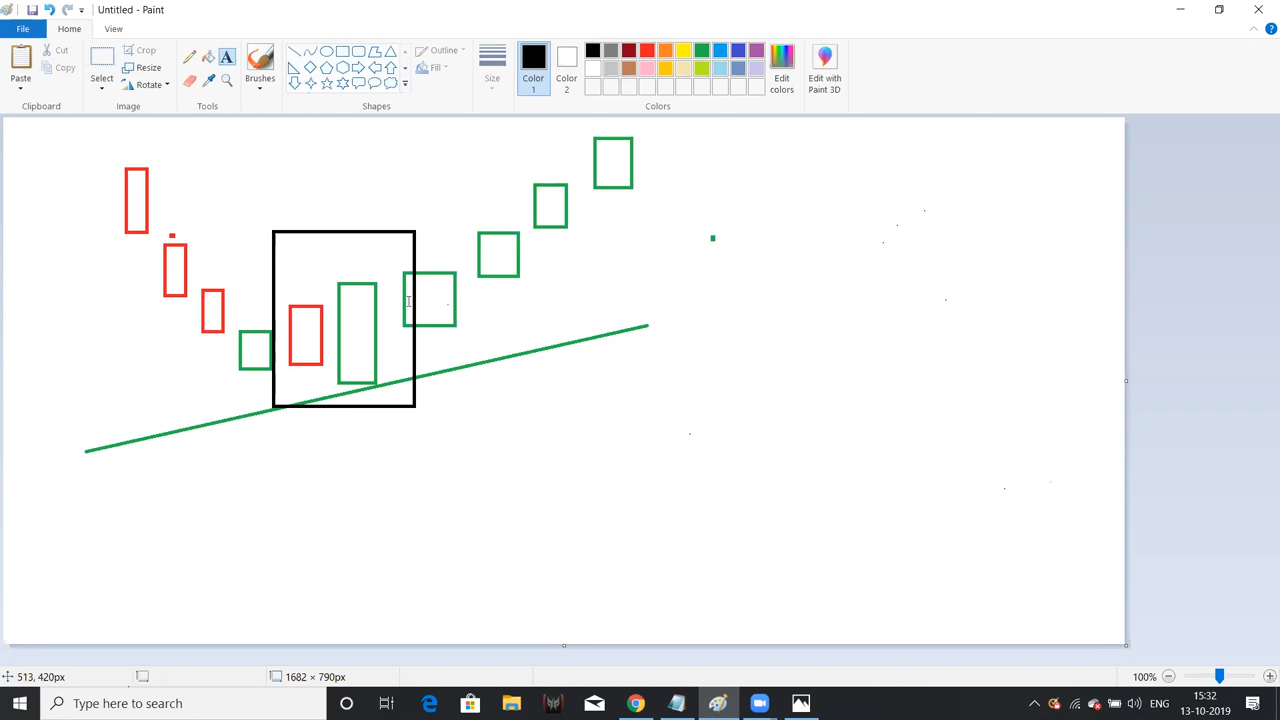 Untitled - Paint
File
Home
View
Paste
Cut
Copy
Clipboard
Select
Crop
Resize
Rotate
Image
A
Tools
Brushes
Outline
Fill
Shapes
Size
Color
1
Color
2
Edit
colors
Colors
Edit with
Paint 3D
513, 420px
1682 × 790px
100%
Type here to search
ENG
15:32
13-10-2019